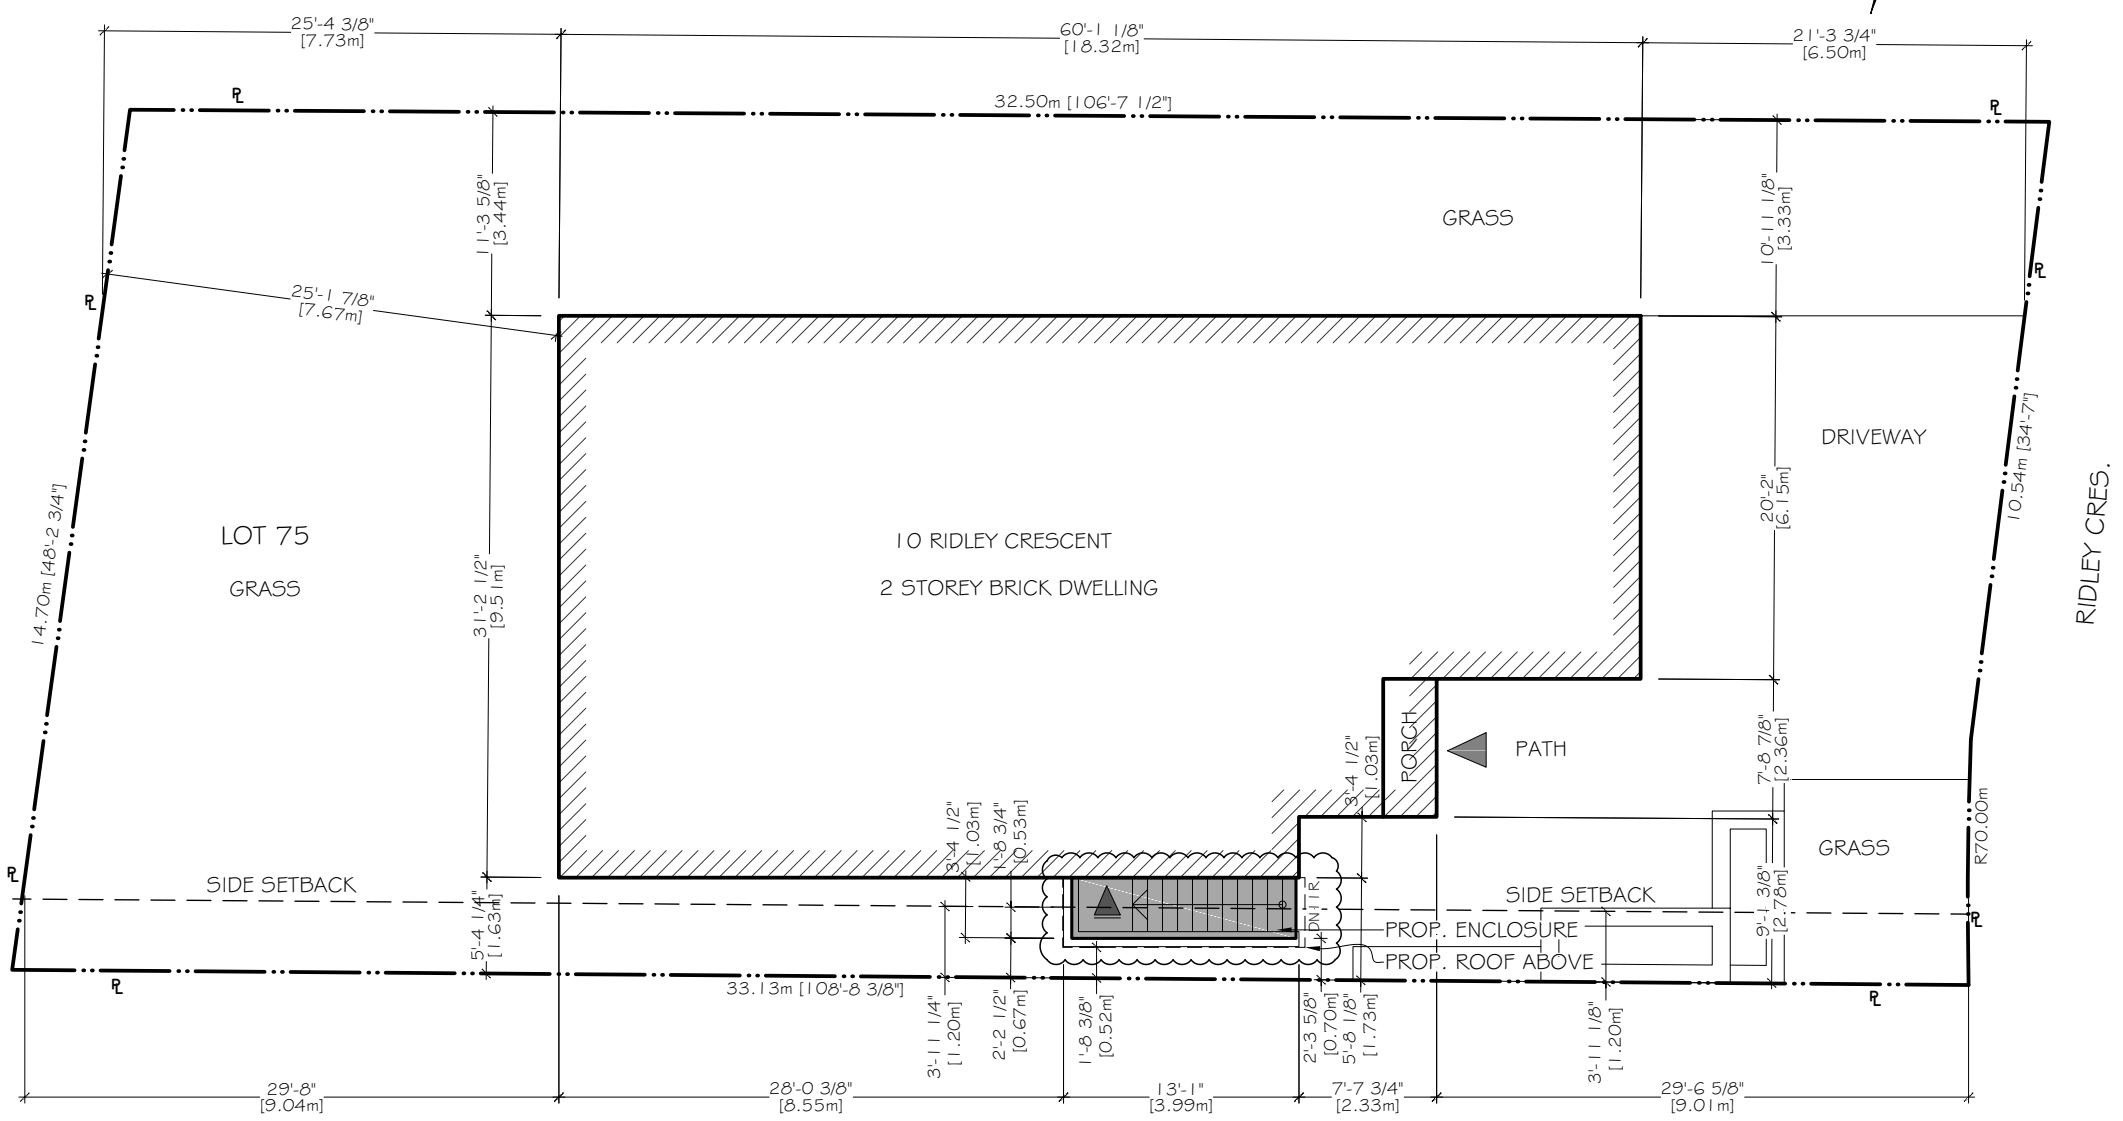 25'-4 3/8"
[7.73m]
60'-1 1/8"
[18.32m]
21'-3 3/4"
[6.50m]
PL
32.50m [106'-7 1/2"]
PL
11'-3 5/8"
[3.44m]
GRASS
10'-11 1/8"
[3.33m]
PL
25'-1 7/8"
[7.67m]
PL
DRIVEWAY
10.54m [34'-7"]
20'-2"
[6.15m]
RIDLEY CRES.
LOT 75
GRASS
14.70m [48'-2 3/4"]
31'-2 1/2"
[9.51m]
10 RIDLEY CRESCENT
2 STOREY BRICK DWELLING
PORCH
PATH
7'-8 7/8"
[2.36m]
3'-4 1/2"
[1.03m]
3'-4 1/2"
[1.03m]
1'-8 3/4"
[0.53m]
R70.00m
GRASS
PL
SIDE SETBACK
SIDE SETBACK
5'-4 1/4"
[1.63m]
DN11R
PROP. ENCLOSURE
PROP. ROOF ABOVE
9'-1 3/8"
[2.78m]
PL
PL
33.13m [108'-8 3/8"]
PL
3'-11 1/4"
[1.20m]
2'-2 1/2"
[0.67m]
1'-8 3/8"
[0.52m]
2'-3 5/8"
[0.70m]
5'-8 1/8"
[1.73m]
3'-11 1/8"
[1.20m]
29'-8"
[9.04m]
28'-0 3/8"
[8.55m]
13'-1"
[3.99m]
7'-7 3/4"
[2.33m]
29'-6 5/8"
[9.01m]